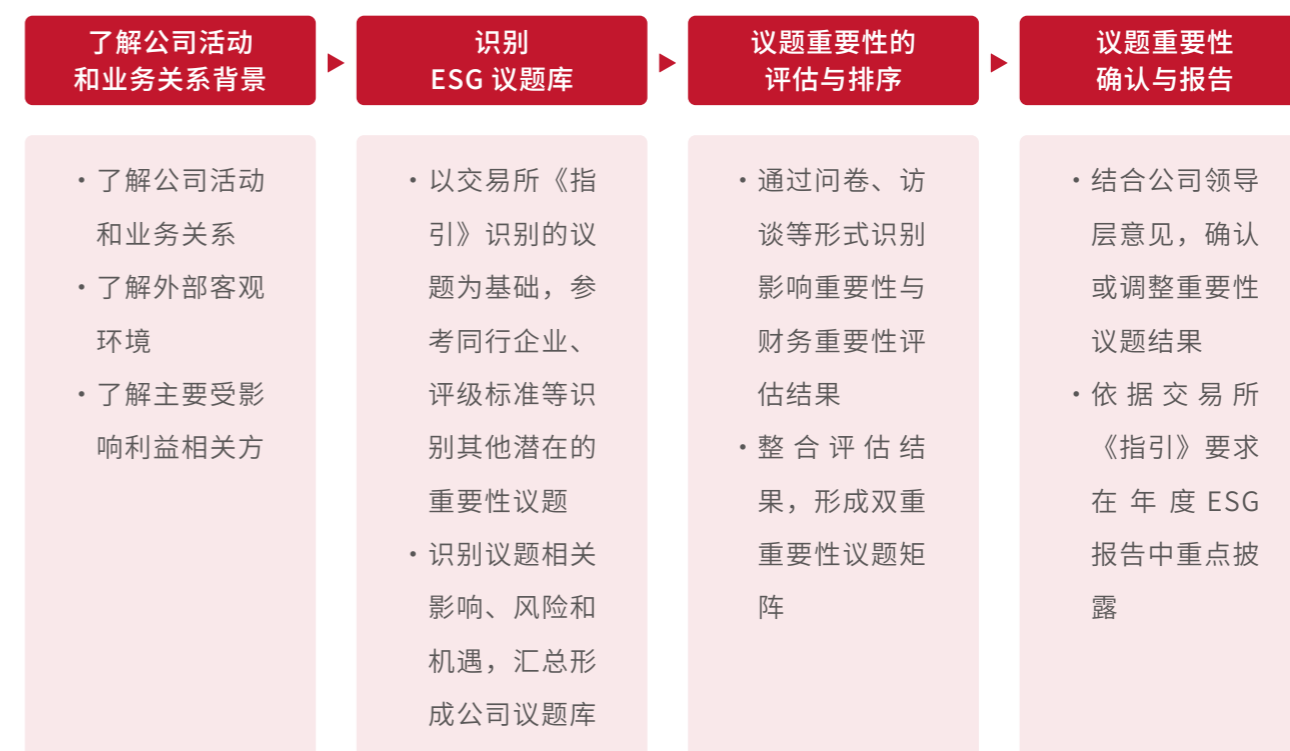 了解公司活动
和业务关系背景
识别
ESG 议题库
议题重要性的
评估与排序
议题重要性
确认与报告
·了解公司活动
和业务关系
·了解外部客观
环境
·了解主要受影
响利益相关方
·以交易所《指
引》识别的议
题为基础，参
考同行企业、
评级标准等识
别其他潜在的
重要性议题
·识别议题相关
影响、风险和
机遇，汇总形
成公司议题库
·通过问卷、访
谈等形式识别
影响重要性与
财务重要性评
估结果
·整合评估结
果，形成双重
重要性议题矩
阵
·结合公司领导
层意见，确认
或调整重要性
议题结果
·依据交易所
《指引》要求
在年度 ESG
报告中重点披
露